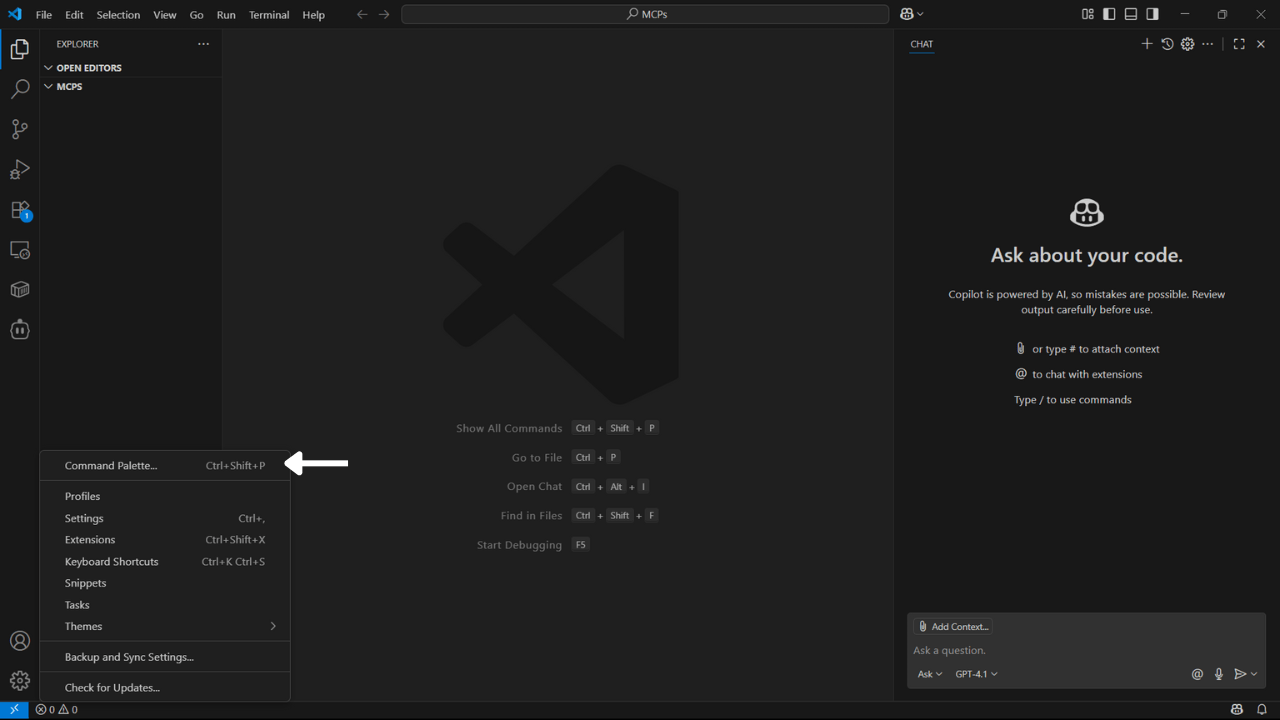 File Edit Selection View Go Run Terminal Help
MCPs
EXPLORER
OPEN EDITORS
MCPS
1
Show All Commands Ctrl + Shift + P
Go to File Ctrl + P
Open Chat Ctrl + Alt + I
Find in Files Ctrl + Shift + F
Start Debugging F5
Command Palette... Ctrl+Shift+P
Profiles
Settings Ctrl+,
Extensions Ctrl+Shift+X
Keyboard Shortcuts Ctrl+K Ctrl+S
Snippets
Tasks
Themes
Backup and Sync Settings...
Check for Updates...
CHAT
Ask about your code.
Copilot is powered by AI, so mistakes are possible. Review
output carefully before use.
or type # to attach context
@ to chat with extensions
Type / to use commands
Add Context...
Ask a question.
Ask GPT-4.1 @
0 0